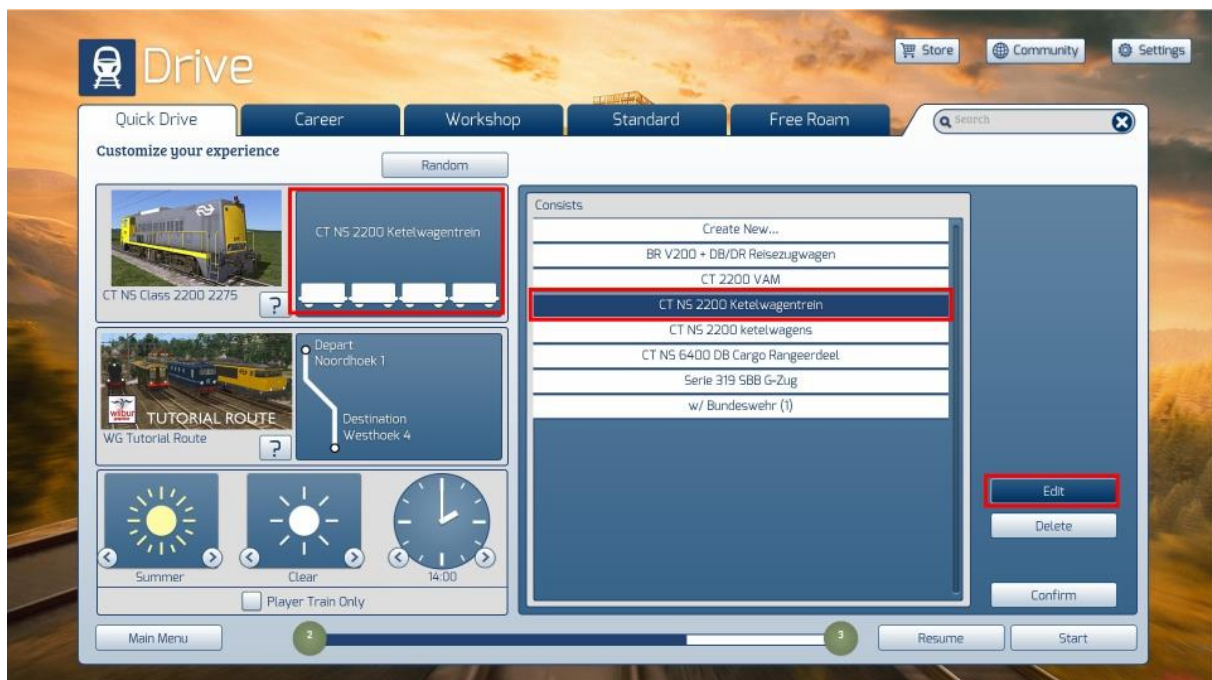 Drive
Store
Community
Settings
Quick Drive
Career
Workshop
Standard
Free Roam
Search
Customize your experience
Random
CT NS Class 2200 2275
?
CT NS 2200 Ketelwagentrein
wilbur
TUTORIAL ROUTE
WG Tutorial Route
?
Depart
Noordhoek 1
Destination
Westhoek 4
Summer
Clear
14:00
Player Train Only
Consists
Create New...
BR V200 + DB/DR Reisezugwagen
CT 2200 VAM
CT NS 2200 Ketelwagentrein
CT NS 2200 ketelwagens
CT NS 6400 DB Cargo Rangeerdeel
Serie 319 SBB G-Zug
w/ Bundeswehr (1)
Edit
Delete
Confirm
Main Menu
2
3
Resume
Start